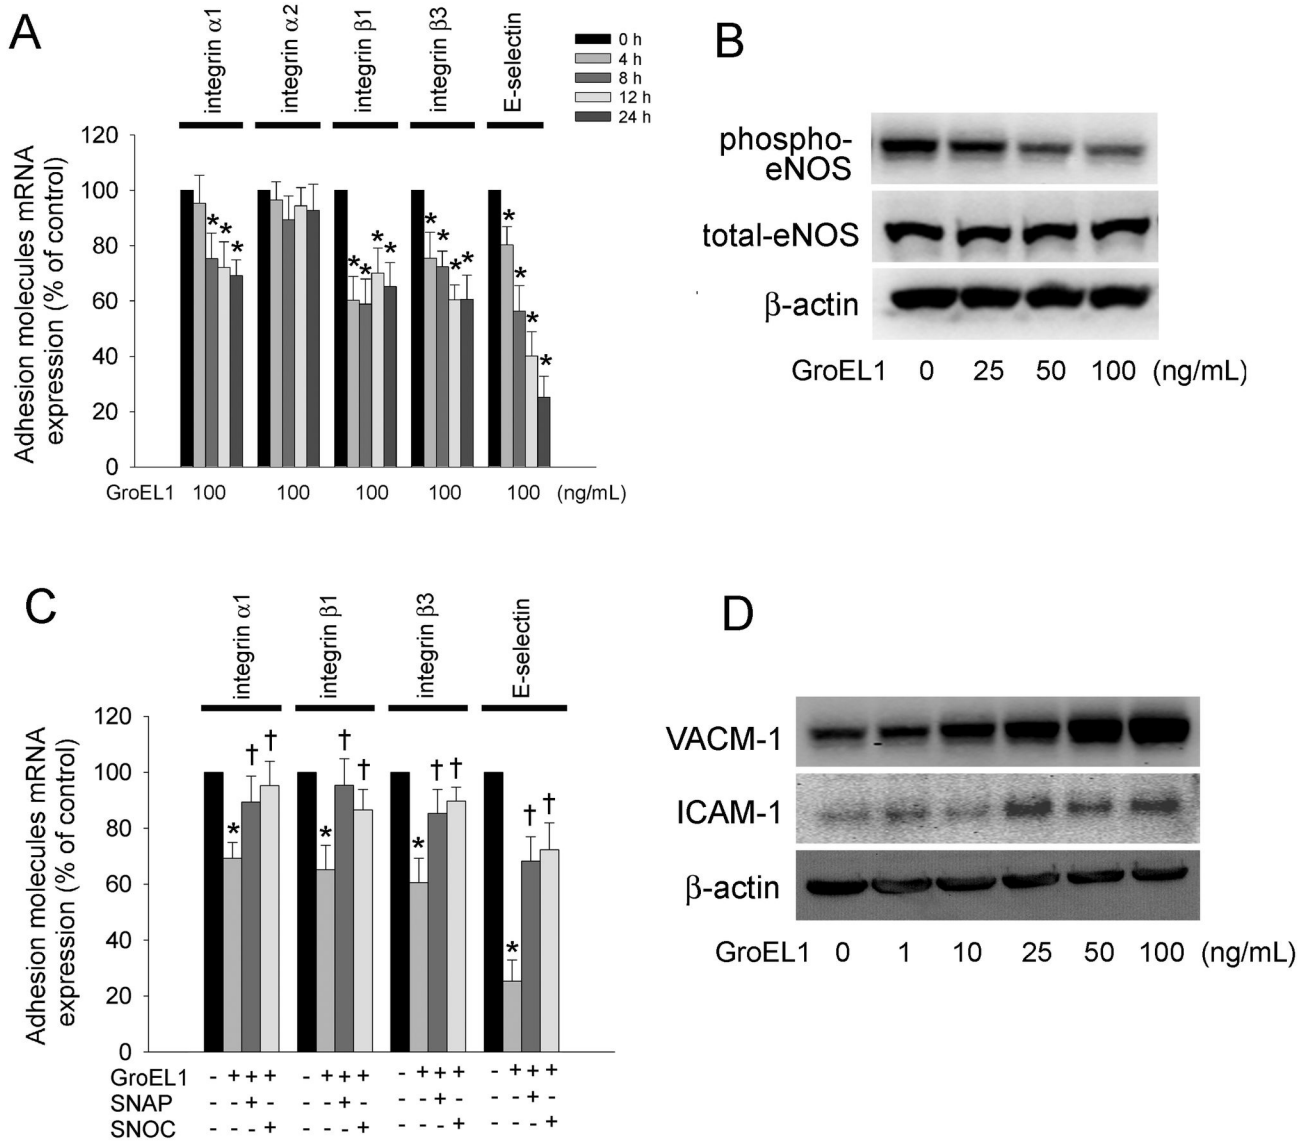 A
integrin α1
integrin α2
integrin β1
integrin β3
E-selectin
0 h
4 h
8 h
12 h
24 h
Adhesion molecules mRNA
expression (% of control)
120
100
80
60
40
20
0
* * *
* * * *
* * * *
* * * *
GroEL1 100 100 100 100 100 (ng/mL)
B
phospho-
eNOS
total-eNOS
β-actin
GroEL1 0 25 50 100 (ng/mL)
C
integrin α1
integrin β1
integrin β3
E-selectin
Adhesion molecules mRNA
expression (% of control)
120
100
80
60
40
20
0
* † †
* † †
* † †
* † †
GroEL1 - + + + - + + + - + + + - + + +
SNAP - - + - - - + - - - + - - - + -
SNOC - - - + - - - + - - - + - - - +
D
VACM-1
ICAM-1
β-actin
GroEL1 0 1 10 25 50 100 (ng/mL)